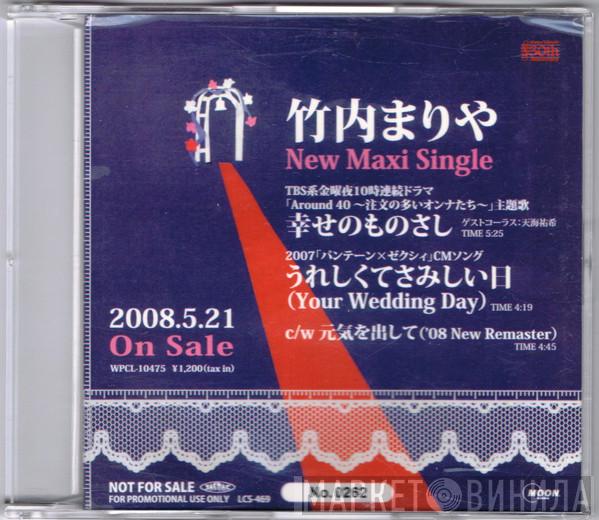 30th
竹内まりや
New Maxi Single
TBS系金曜夜10時連続ドラマ
「Around 40 〜注文の多いオンナたち〜」主題歌
幸せのものさし ゲストコーラス:天海祐希
TIME 5:25
2007「パンテーン×ゼクシィ」CMソング
うれしくてさみしい日
(Your Wedding Day) TIME 4:19
c/w 元気を出して('08 New Remaster)
TIME 4:45
2008.5.21
On Sale
WPCL-10475 ¥1,200(tax in)
NOT FOR SALE
FOR PROMOTIONAL USE ONLY LCS-469
No. 0262
MOON
МАРКЕТ ВИНИЛА